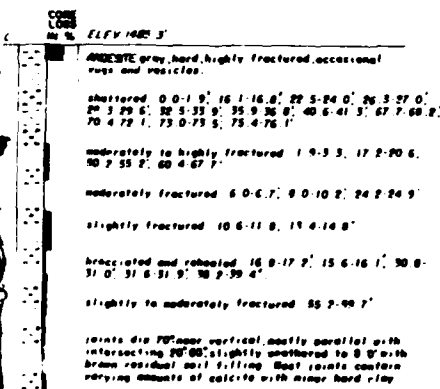 CORE
LOSS
IN %
ELEV 1485 3'
ANDESITE gray, hard, highly fractured, occasional
vugs and vesicles.
shattered 0.0-1 9', 16 1-16.8', 22 5-24 0', 26.3-27 0',
29 3 29 6', 32 5-33 9', 35 9 36 8', 40 6-41 3', 67 7-68 2',
70 4 72 1', 73.0-73 5', 75 4-76 1'
moderately to highly fractured 1 9-3 3, 17 2-20 6,
50 2 55 2', 60 4-67 7'
moderately fractured 6 0-6.7', 8 0-10 2', 24 2-24 9'
slightly fractured 10 6-11 8, 13 4-14 8'
brecciated and rehealed 16 8-17 2', 15 6-16 1', 30 8-
31 0', 31 6-31 9', 38 2-39 4'
slightly to moderately fractured 55 2-99 7'
joints dip 70° near vertical, mostly parallel with
intersecting slightly weathered to 8 8' with
brown residual soil filling Most joints contain
varying amounts of calcite with minor hard clay